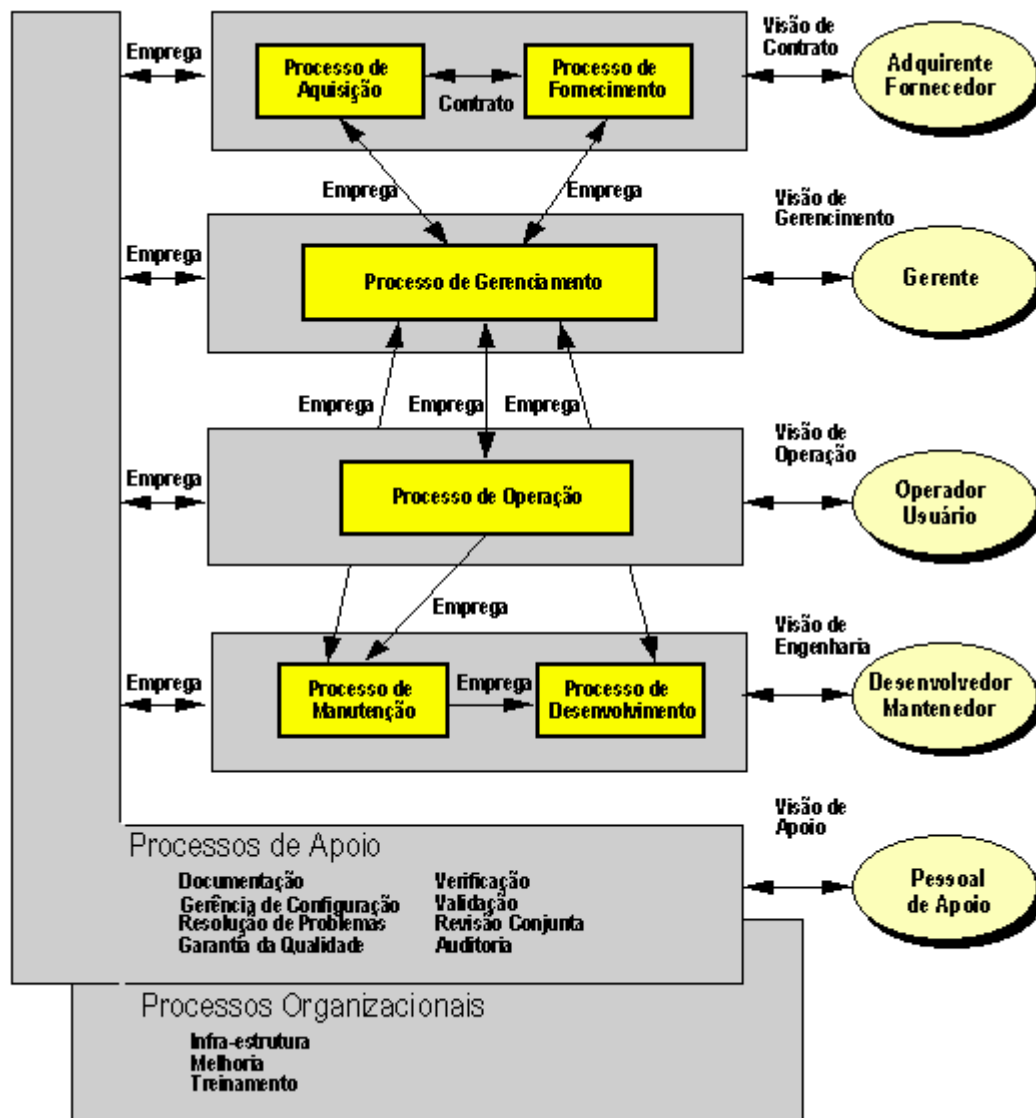 Emprega
Processo de
Aquisição
Contrato
Processo de
Fornecimento
Visão de
Contrato
Adquirente
Fornecedor
Emprega
Emprega
Emprega
Processo de Gerenciamento
Visão de
Gerencimento
Gerente
Emprega
Emprega
Emprega
Emprega
Processo de Operação
Visão de
Operação
Operador
Usuário
Emprega
Emprega
Processo de
Manutenção
Emprega
Processo de
Desenvolvimento
Visão de
Engenharia
Desenvolvedor
Mantenedor
Processos de Apoio
Documentação
Gerência de Configuração
Resolução de Problemas
Garantia da Qualidade
Verificação
Validação
Revisão Conjunta
Auditoria
Visão de
Apoio
Pessoal
de Apoio
Processos Organizacionais
Infra-estrutura
Melhoria
Treinamento